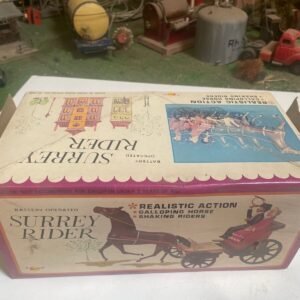 REALISTIC ACTION
GALLOPING HORSE
SHAKING RIDERS
BATTERY
OPERATED
SURREY
RIDER
BATTERY OPERATED
SURREY
RIDER
REALISTIC ACTION
GALLOPING HORSE
SHAKING RIDERS